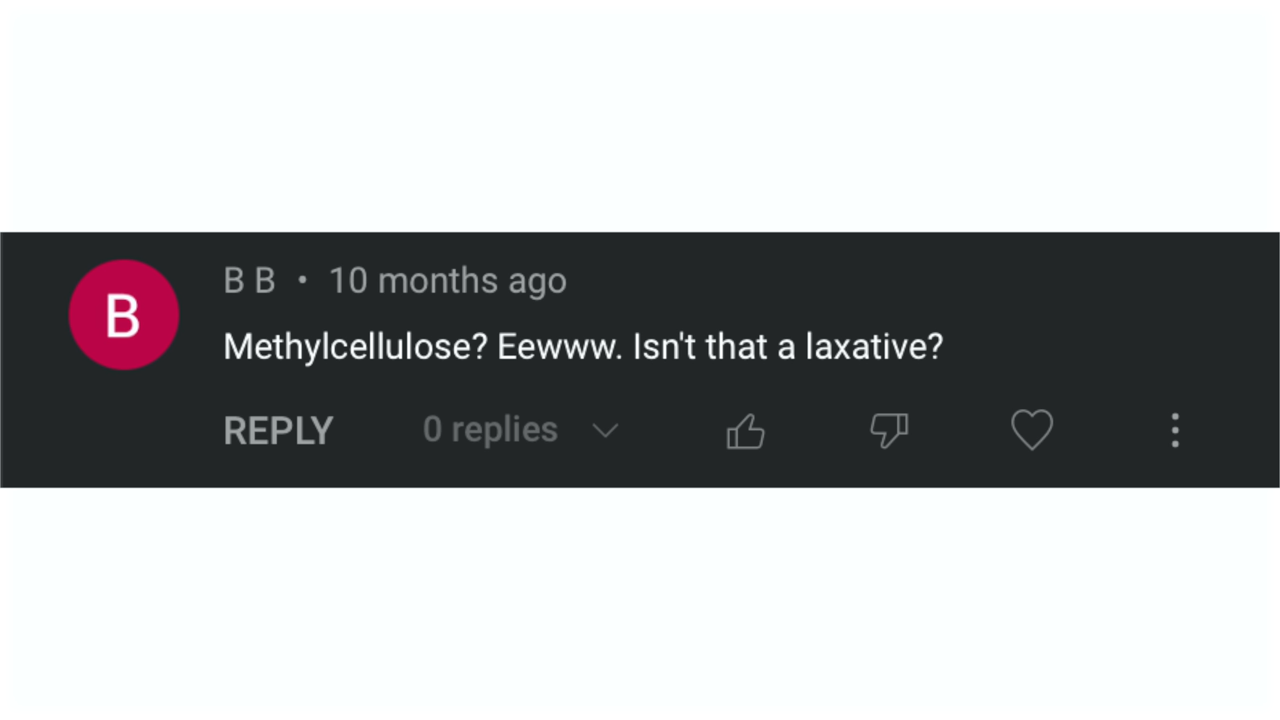 B
B B • 10 months ago
Methylcellulose? Eewww. Isn't that a laxative?
REPLY 0 replies